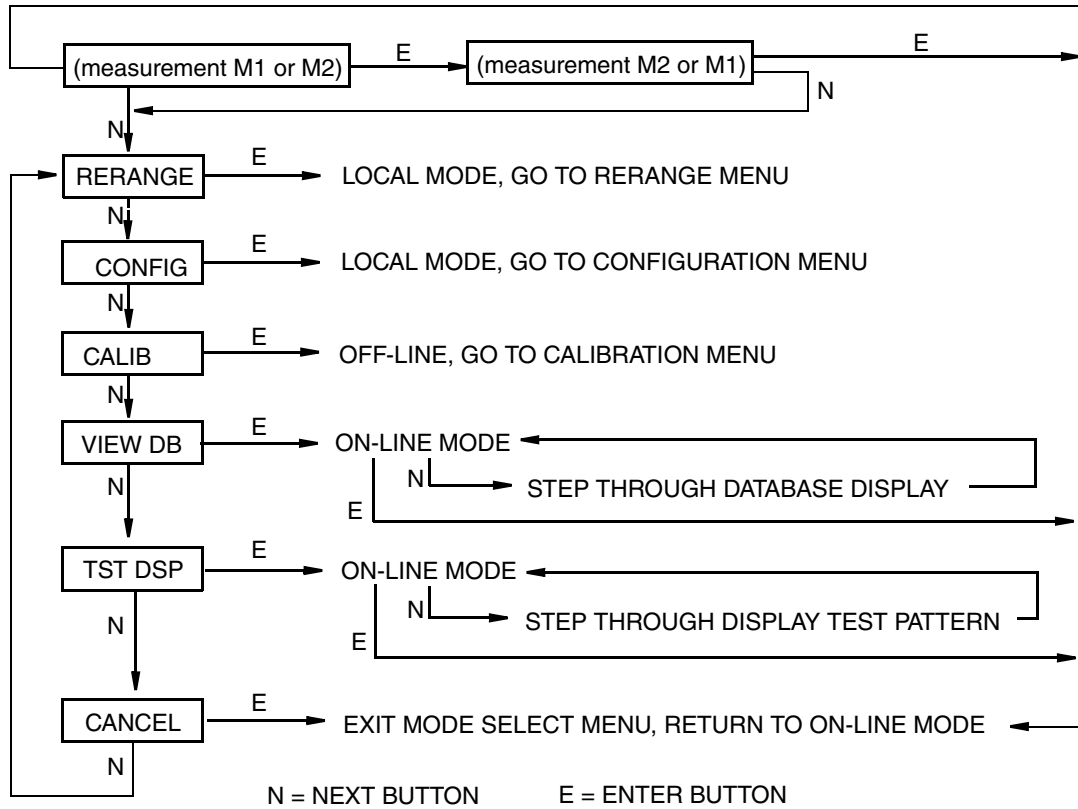 (measurement M1 or M2)
E
(measurement M2 or M1)
E
N
N
RERANGE
E
LOCAL MODE, GO TO RERANGE MENU
N
CONFIG
E
LOCAL MODE, GO TO CONFIGURATION MENU
N
CALIB
E
OFF-LINE, GO TO CALIBRATION MENU
N
VIEW DB
E
ON-LINE MODE
N
STEP THROUGH DATABASE DISPLAY
E
N
TST DSP
E
ON-LINE MODE
N
STEP THROUGH DISPLAY TEST PATTERN
E
N
CANCEL
E
EXIT MODE SELECT MENU, RETURN TO ON-LINE MODE
N
N = NEXT BUTTON E = ENTER BUTTON